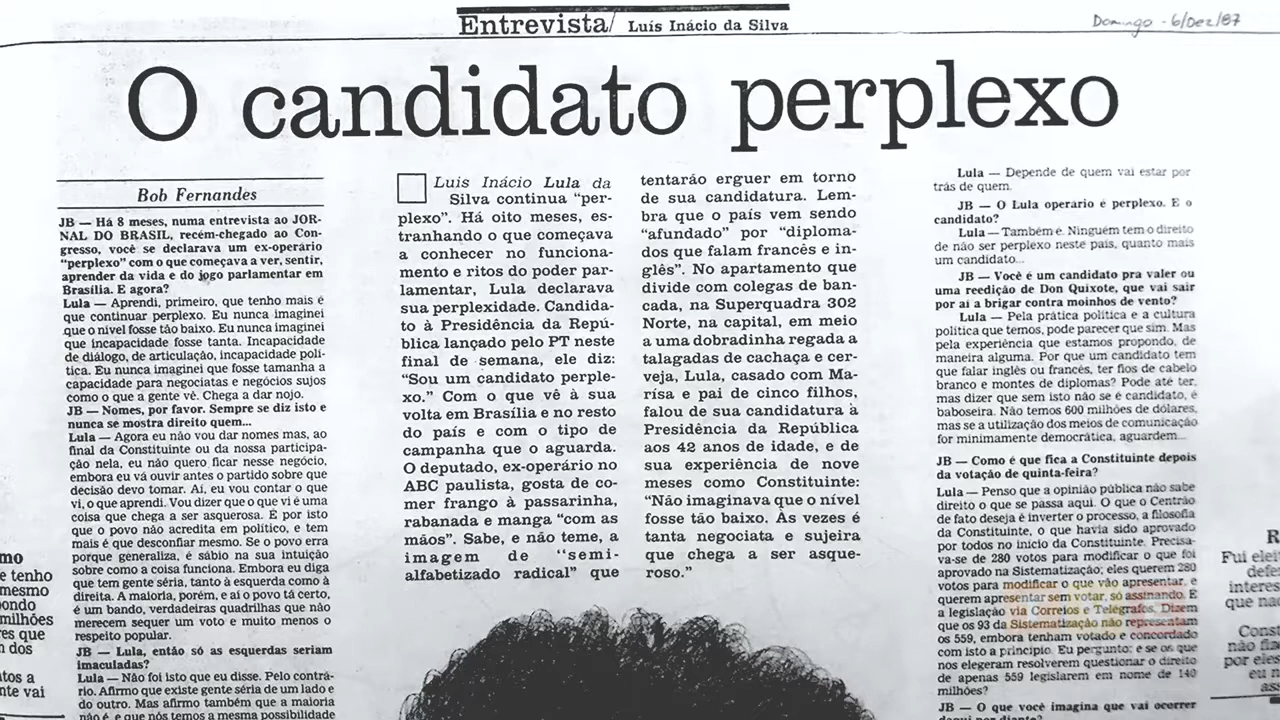 Entrevista/ Luís Inácio da Silva
Domingo - 6/Dez/87
O candidato perplexo
Bob Fernandes
JB — Há 8 meses, numa entrevista ao JOR-
NAL DO BRASIL, recém-chegado ao Con-
gresso, você se declarava um ex-operário
“perplexo” com o que começava a ver, sentir,
aprender da vida e do jogo parlamentar em
Brasília. E agora?
Lula — Aprendi, primeiro, que tenho mais é
que continuar perplexo. Eu nunca imaginei
que o nível fosse tão baixo. Eu nunca imaginei
que incapacidade fosse tanta. Incapacidade
de diálogo, de articulação, incapacidade polí-
tica. Eu nunca imaginei que fosse tamanha a
capacidade para negociatas e negócios sujos
como o que a gente vê. Chega a dar nojo.
JB — Nomes, por favor. Sempre se diz isto e
nunca se mostra direito quem...
Lula — Agora eu não vou dar nomes mas, ao
final da Constituinte ou da nossa participa-
ção nela, eu não quero ficar nesse negócio,
embora eu vá ouvir antes o partido sobre que
decisão devo tomar. Aí, eu vou contar o que
vi, o que aprendi. Vou dizer que o que vi é uma
coisa que chega a ser asquerosa. E é por isto
que o povo não acredita em político, e tem
mais é que desconfiar mesmo. Se o povo erra
porque generaliza, é sábio na sua intuição
sobre como a coisa funciona. Embora eu diga
que tem gente séria, tanto à esquerda como à
direita. A maioria, porém, e aí o povo tá certo,
é um bando, verdadeiras quadrilhas que não
merecem sequer um voto e muito menos o
respeito popular.
JB — Lula, então só as esquerdas seriam
imaculadas?
Lula — Não foi isto que eu disse. Pelo contrá-
rio. Afirmo que existe gente séria de um lado e
do outro. Mas afirmo também que a maioria
não é, e que nós temos a mesma possibilidade
Luis Inácio Lula da
Silva continua “per-
plexo”. Há oito meses, es-
tranhando o que começava
a conhecer no funciona-
mento e ritos do poder par-
lamentar, Lula declarava
sua perplexidade. Candida-
to à Presidência da Repú-
blica lançado pelo PT neste
final de semana, ele diz:
“Sou um candidato perple-
xo.” Com o que vê à sua
volta em Brasília e no resto
do país e com o tipo de
campanha que o aguarda.
O deputado, ex-operário no
ABC paulista, gosta de co-
mer frango à passarinha,
rabanada e manga “com as
mãos”. Sabe, e não teme, a
imagem de “semi-
alfabetizado radical” que
tentarão erguer em torno
de sua candidatura. Lem-
bra que o país vem sendo
“afundado” por “diploma-
dos que falam francês e in-
glês”. No apartamento que
divide com colegas de ban-
cada, na Superquadra 302
Norte, na capital, em meio
a uma dobradinha regada a
talagadas de cachaça e cer-
veja, Lula, casado com Ma-
risa e pai de cinco filhos,
falou de sua candidatura à
Presidência da República
aos 42 anos de idade, e de
sua experiência de nove
meses como Constituinte:
“Não imaginava que o nível
fosse tão baixo. Às vezes é
tanta negociata e sujeira
que chega a ser asque-
roso.”
Lula — Depende de quem vai estar por
trás de quem.
JB — O Lula operário é perplexo. E o
candidato?
Lula — Também é. Ninguém tem o direito
de não ser perplexo neste país, quanto mais
um candidato...
JB — Você é um candidato pra valer ou
uma reedição de Don Quixote, que vai sair
por aí a brigar contra moinhos de vento?
Lula — Pela prática política e a cultura
política que temos, pode parecer que sim. Mas
pela experiência que estamos propondo, de
maneira alguma. Por que um candidato tem
que falar inglês ou francês, ter fios de cabelo
branco e montes de diplomas? Pode até ter,
mas dizer que sem isto não se é candidato, é
baboseira. Não temos 600 milhões de dólares,
mas se a utilização dos meios de comunicação
for minimamente democrática, aguardem...
JB — Como é que fica a Constituinte depois
da votação de quinta-feira?
Lula — Penso que a opinião pública não sabe
direito o que se passa aqui. O que o Centrão
de fato deseja é inverter o processo, a filosofia
da Constituinte, o que havia sido aprovado
por todos no início da Constituinte. Precisa-
va-se de 280 votos para modificar o que foi
aprovado na Sistematização; eles querem 280
votos para modificar o que vão apresentar, e
querem apresentar sem votar, só assinando. É
a legislação via Correios e Telégrafos. Dizem
que os 93 da Sistematização não representam
os 559, embora tenham votado e concordado
com isto a princípio. Eu pergunto: e se os que
nos elegeram resolverem questionar o direito
de apenas 559 legislarem em nome de 140
milhões?
JB — O que você imagina que vai ocorrer
daqui por diante?
mo
e tenho
mesmo
pondo
milhões
res que
n dos
itos a
nte vai
R
Fui elei
defe
interes
que na
Cons
não fis
por eles
eu n
as